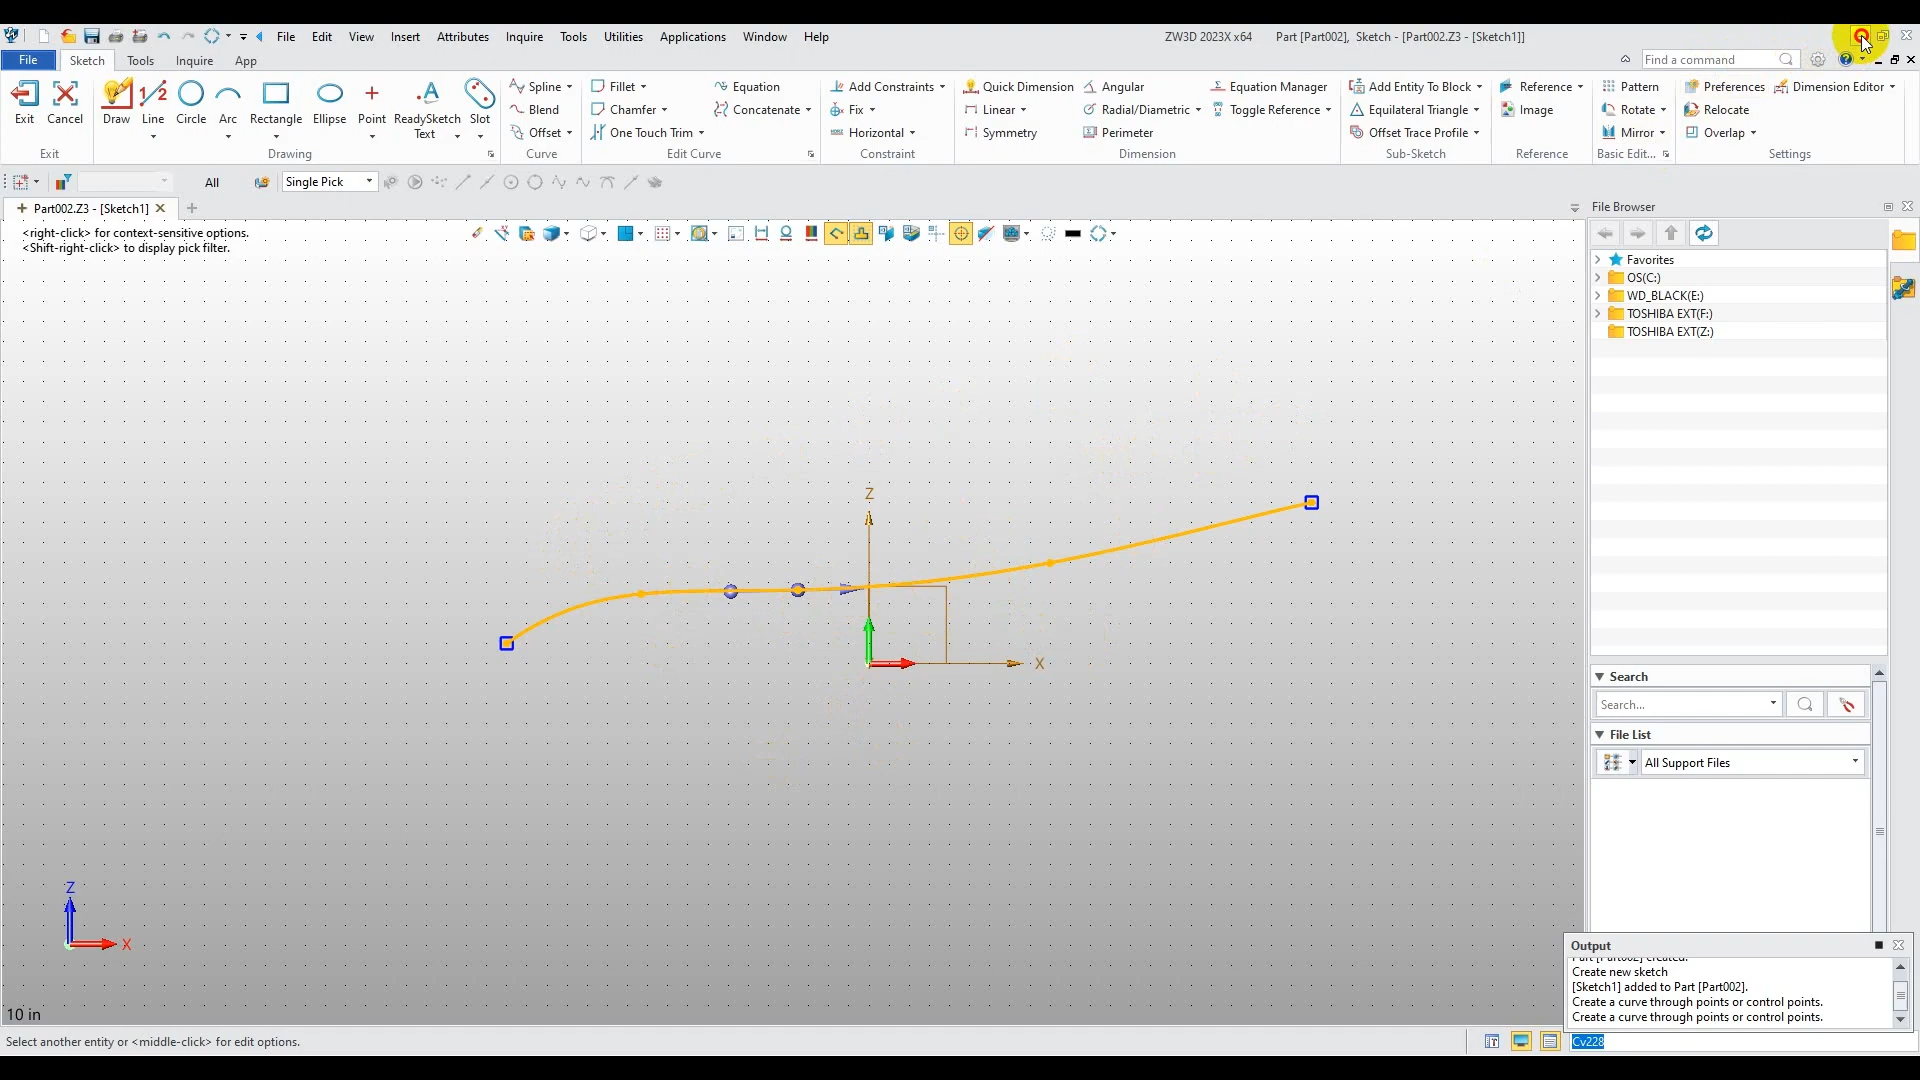 File Edit View Insert Attributes Inquire Tools Utilities Applications Window Help ZW3D 2023X x64 Part [Part002], Sketch - [Part002.Z3 - [Sketch1]]
File Sketch Tools Inquire App Find a command
Exit Cancel Draw Line Circle Arc Rectangle Ellipse Point ReadySketch Text Slot
Spline Fillet Equation Add Constraints Quick Dimension Angular Equation Manager Add Entity To Block Reference Pattern Preferences Dimension Editor
Blend Chamfer Concatenate Fix Linear Radial/Diametric Toggle Reference Equilateral Triangle Image Rotate Relocate
Offset One Touch Trim Horizontal Symmetry Perimeter Offset Trace Profile Mirror Overlap
Exit Drawing Curve Edit Curve Constraint Dimension Sub-Sketch Reference Basic Edit... Settings
All Single Pick
Part002.Z3 - [Sketch1] File Browser
<right-click> for context-sensitive options.
<Shift-right-click> to display pick filter.
Favorites
OS(C:)
WD_BLACK(E:)
TOSHIBA EXT(F:)
TOSHIBA EXT(Z:)
Z
X
Search
Search...
File List
All Support Files
Z
X
Output
Part [Part002] created.
Create new sketch
[Sketch1] added to Part [Part002].
Create a curve through points or control points.
Create a curve through points or control points.
10 in
Select another entity or <middle-click> for edit options. Cv228